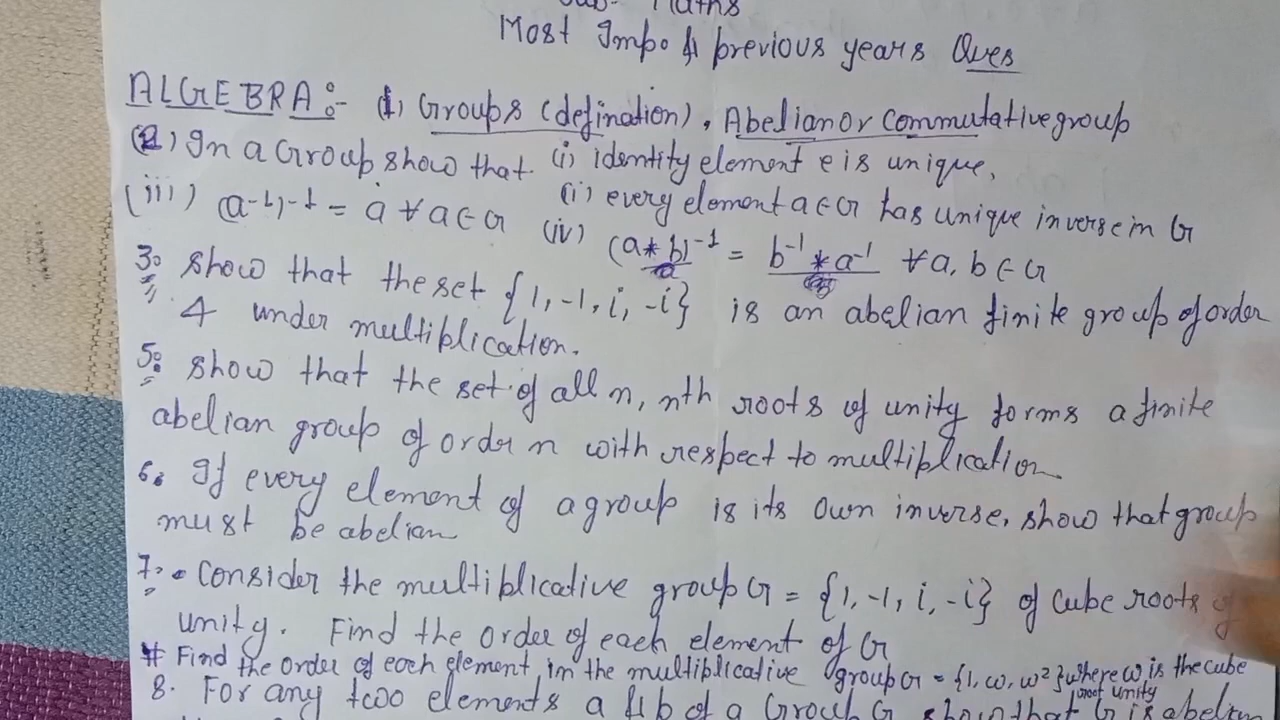 Maths
Most Imp. & previous years Ques
ALGEBRA :- (1) Groups (defination), Abelian or commutative group
(2) In a Group show that (i) identity element e is unique,
(ii) every element a ∈ G has unique inverse in G
(iii) (a-1)-1 = a ∀ a ∈ G (iv) (a * b)-1 = b-1 * a-1 ∀ a, b ∈ G
3. show that the set {1, -1, i, -i} is an abelian finite group of order
4 under multiplication.
5. show that the set of all n, nth roots of unity forms a finite
abelian group of order n with respect to multiplication
6. If every element of a group is its own inverse, show that group
must be abelian
7. Consider the multiplicative group G = {1, -1, i, -i} of cube roots of
unity. Find the order of each element of G
# Find the order of each element in the multiplicative group G = {1, ω, ω²} where ω is the cube
root unity
8. For any two elements a & b of a Group G show that G is abelian